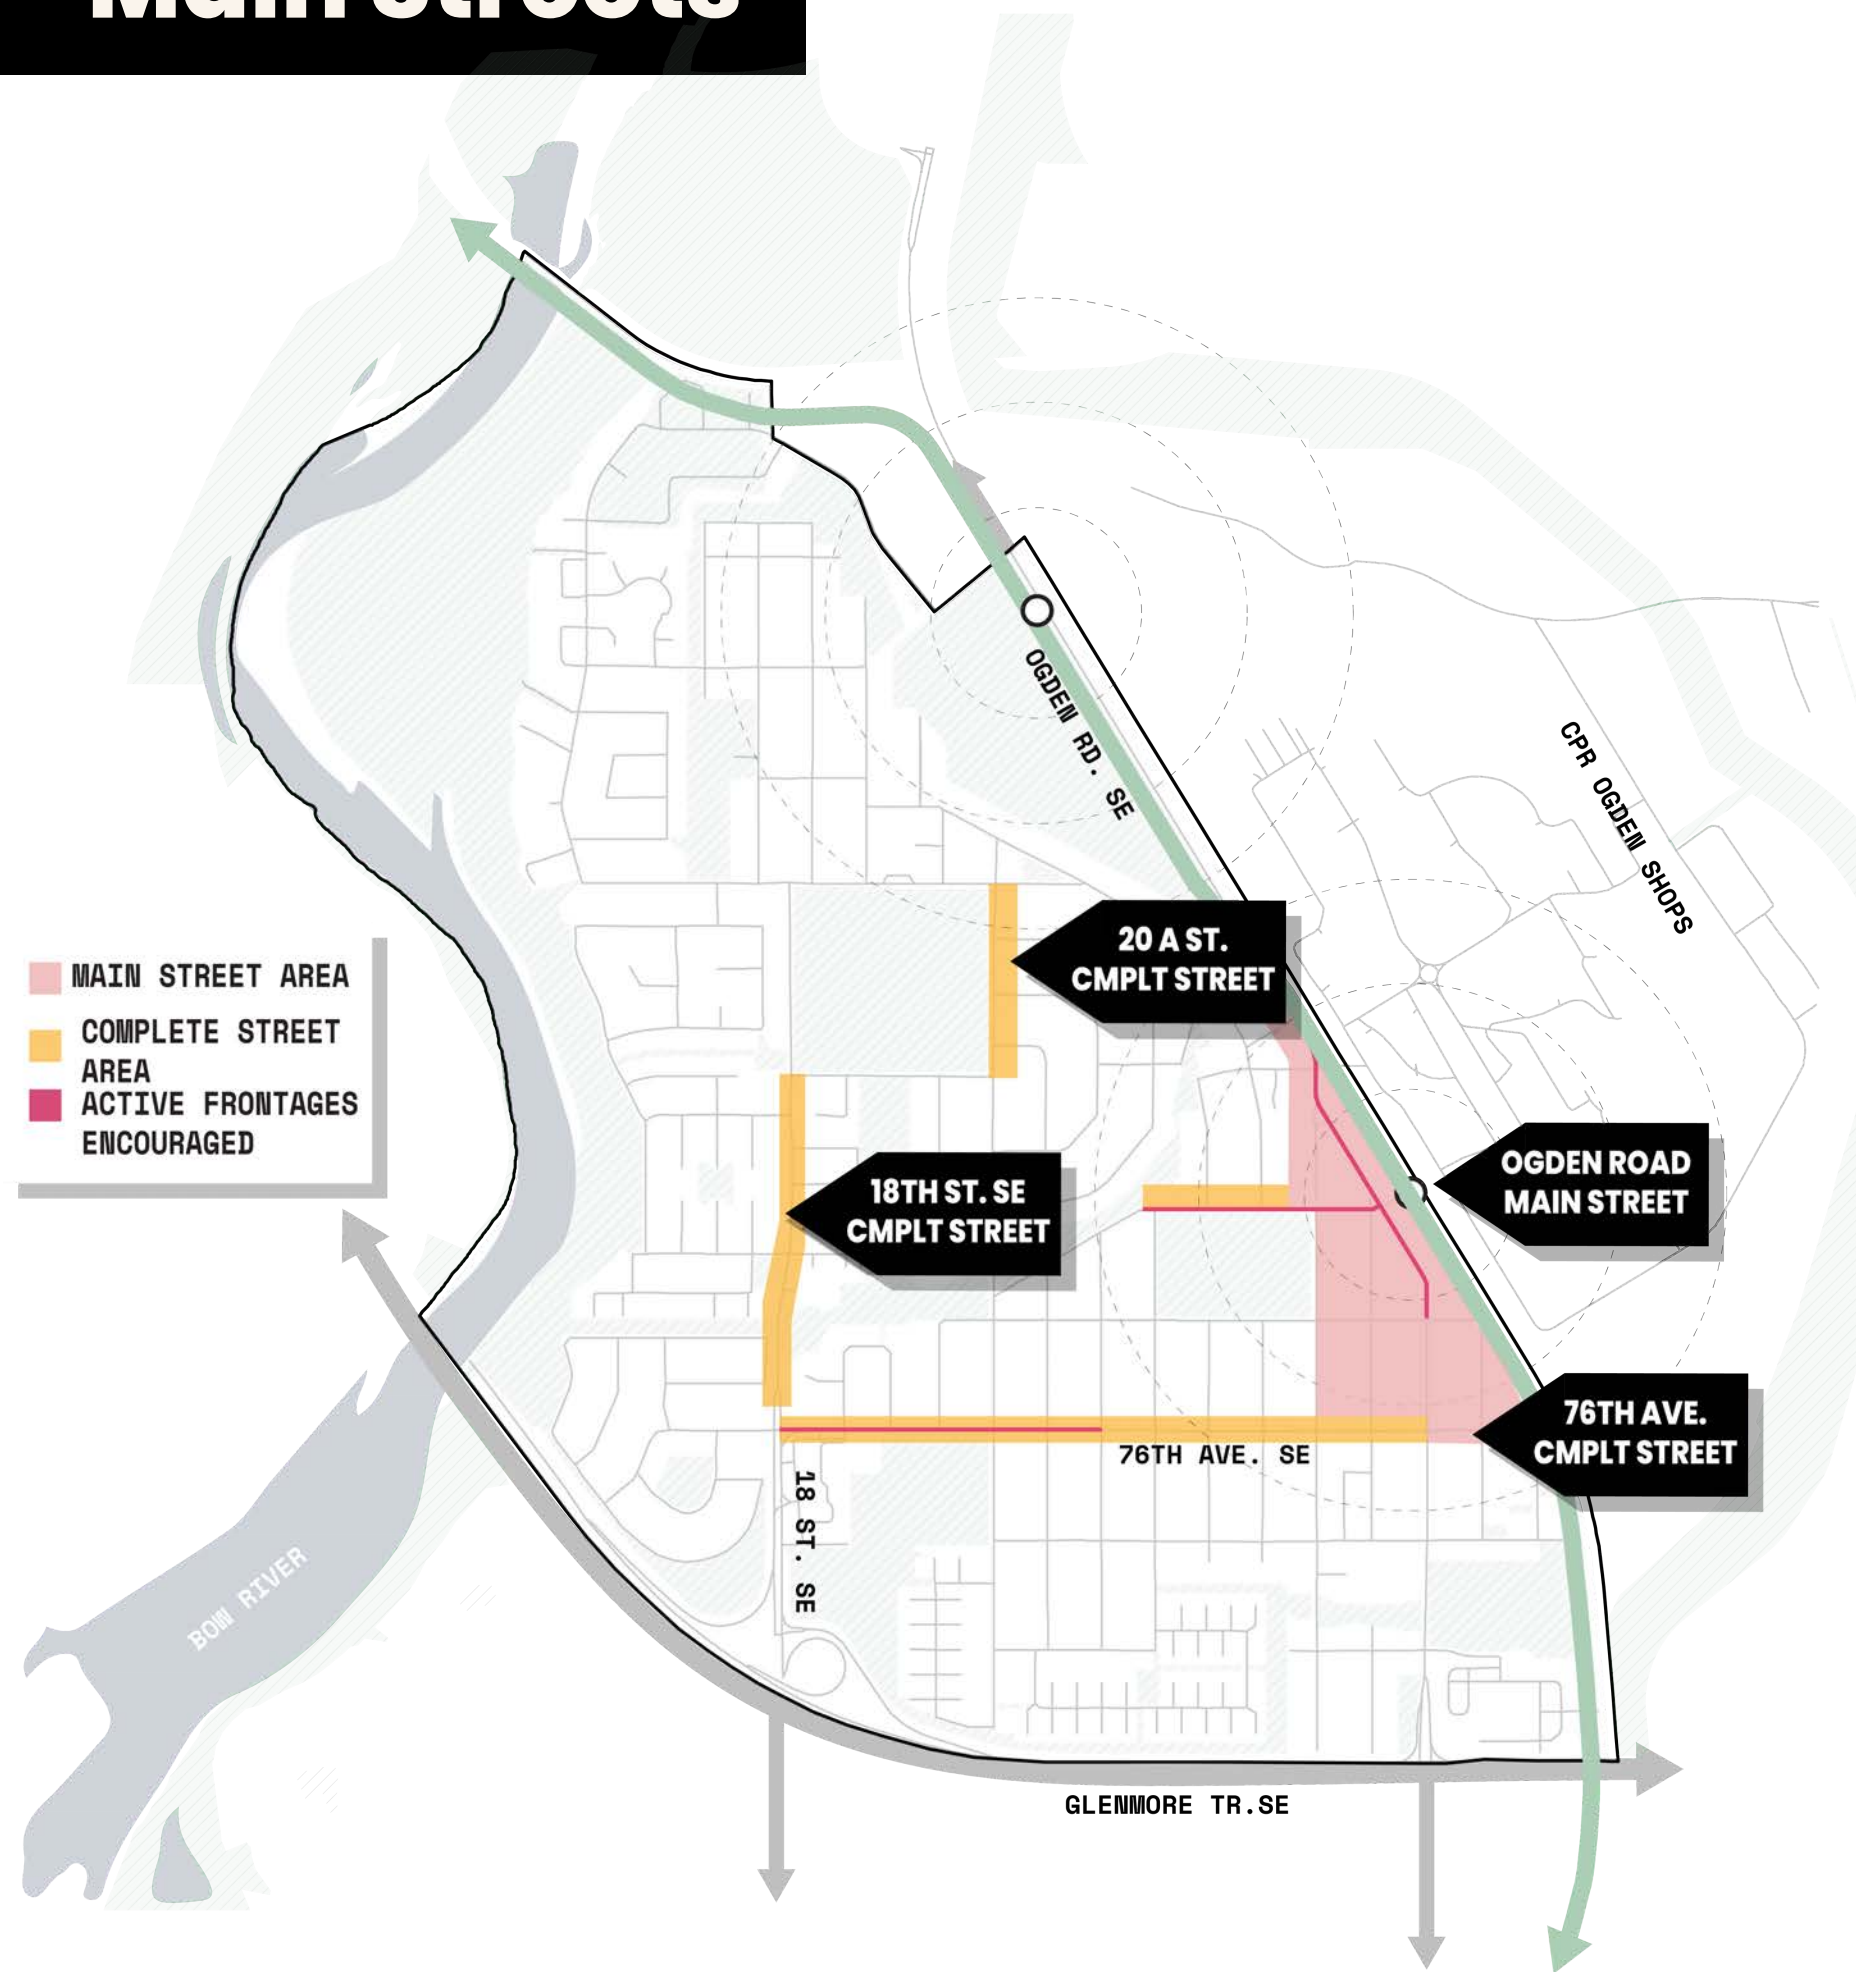 Main Streets
OGDEN RD. SE
CPR OGDEN SHOPS
20 A ST.
CMPLT STREET
MAIN STREET AREA
COMPLETE STREET
AREA
ACTIVE FRONTAGES
ENCOURAGED
OGDEN ROAD
MAIN STREET
18TH ST. SE
CMPLT STREET
76TH AVE.
CMPLT STREET
76TH AVE. SE
18 ST. SE
BOW RIVER
GLENMORE TR.SE